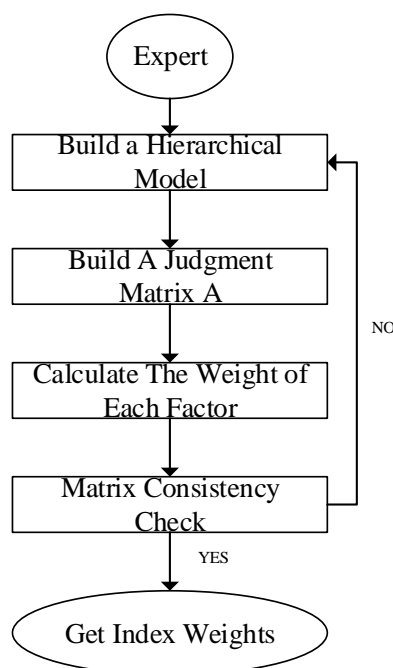 Expert
Build a Hierarchical
Model
Build A Judgment
Matrix A
NO
Calculate The Weight of
Each Factor
Matrix Consistency
Check
YES
Get Index Weights